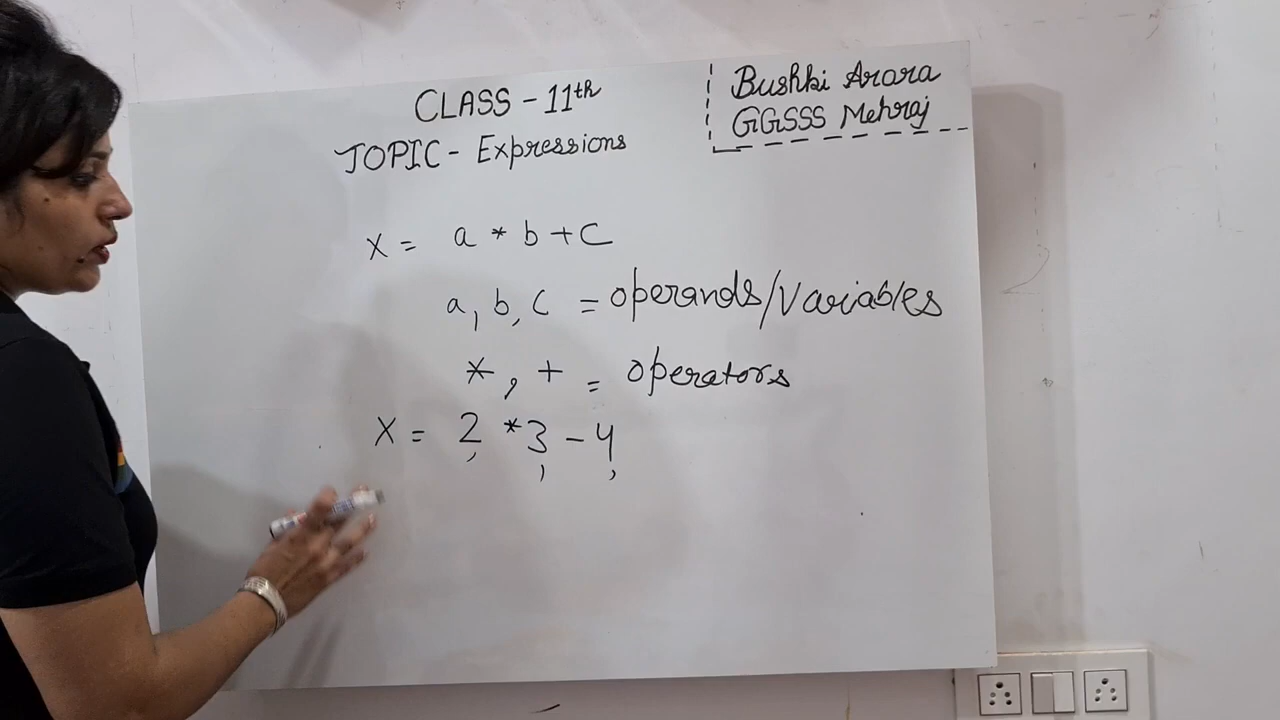 CLASS - 11th
TOPIC - Expressions
Bushki Arora
GGSSS Mehraj
X = a * b + C
a, b, C = operands/Variables
*, + = operators
X = 2 * 3 - 4
, , ,